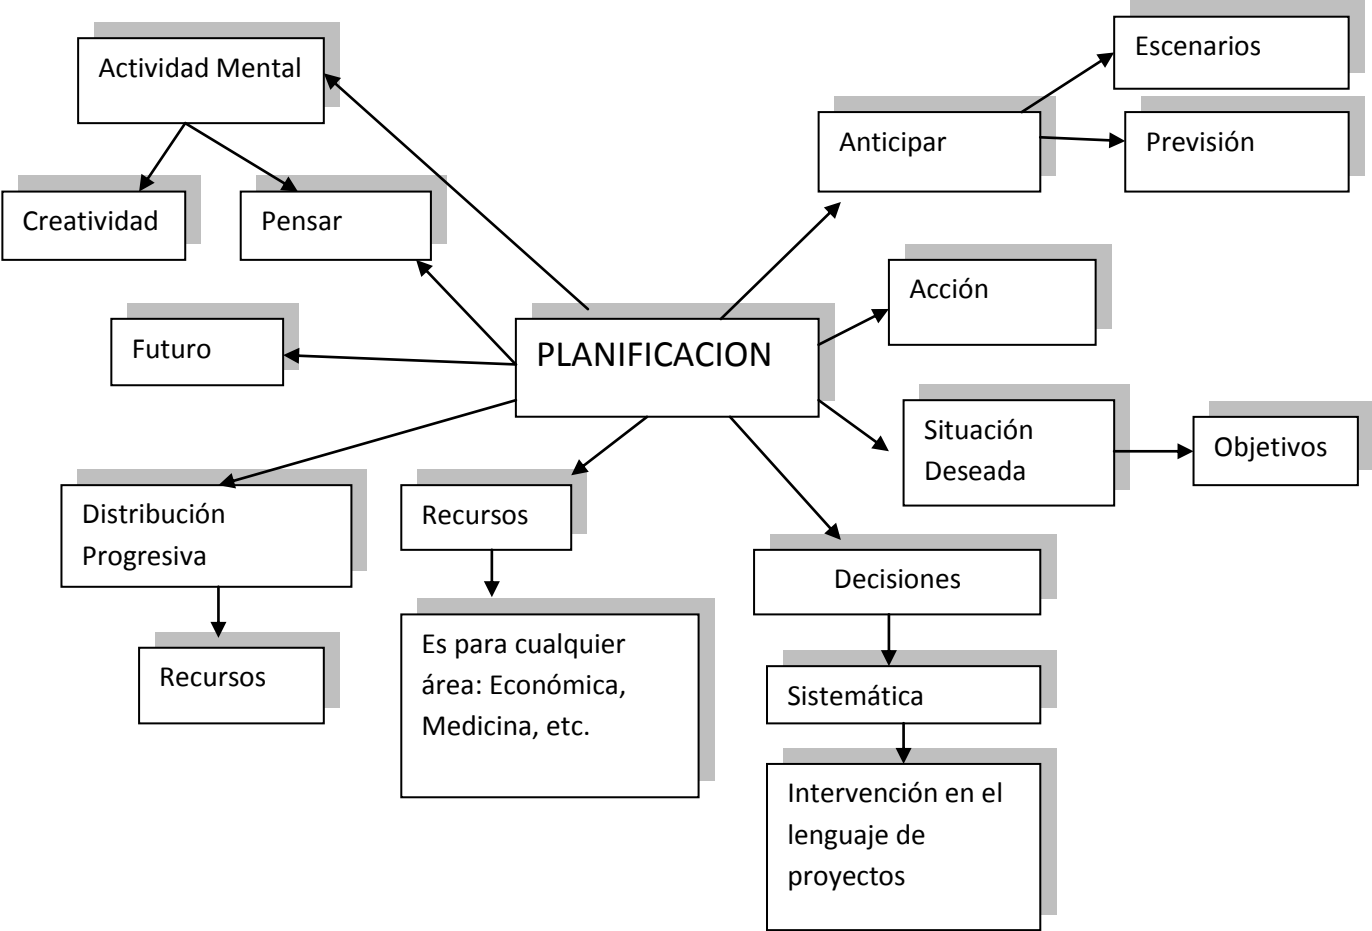 Escenarios
Actividad Mental
Anticipar
Previsión
Creatividad
Pensar
Acción
Futuro
PLANIFICACION
Situación
Deseada
Objetivos
Distribución
Progresiva
Recursos
Decisiones
Recursos
Es para cualquier
área: Económica,
Medicina, etc.
Sistemática
Intervención en el
lenguaje de
proyectos